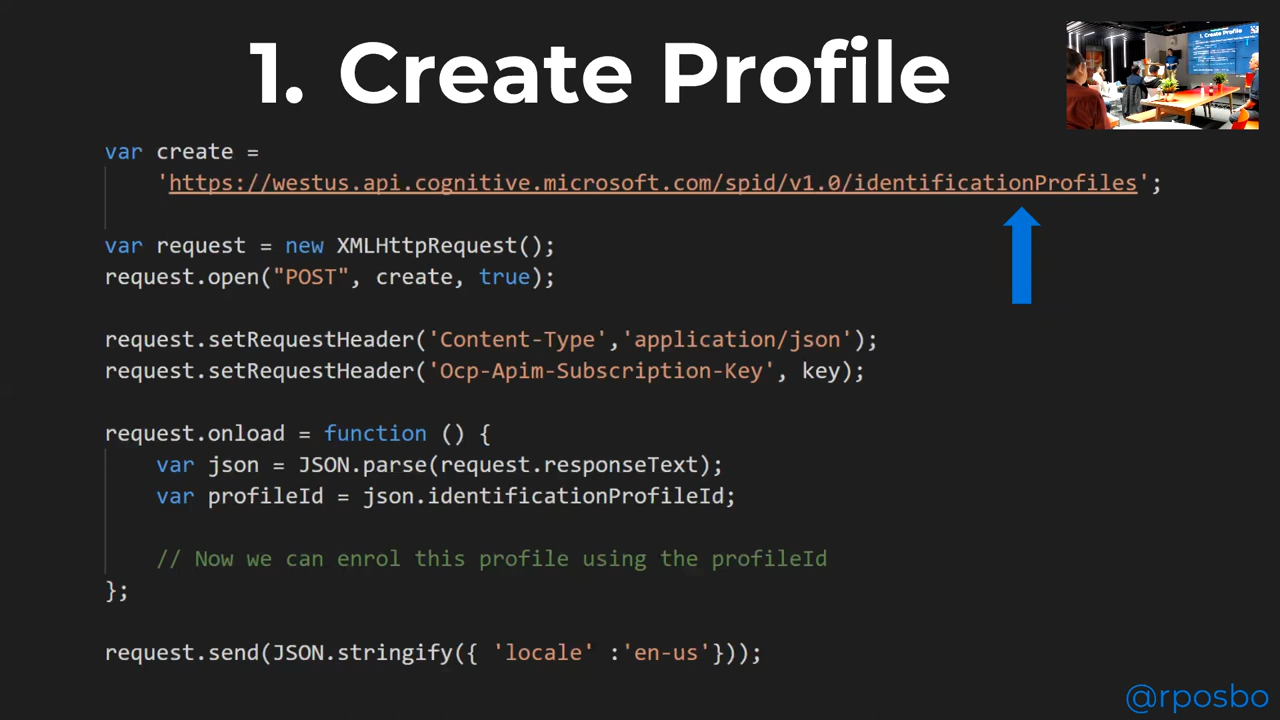 1. Create Profile
1. Create Profile
var create =
'https://westus.api.cognitive.microsoft.com/spid/v1.0/identificationProfiles';
var request = new XMLHttpRequest();
request.open("POST", create, true);
request.setRequestHeader('Content-Type','application/json');
request.setRequestHeader('Ocp-Apim-Subscription-Key', key);
request.onload = function () {
var json = JSON.parse(request.responseText);
var profileId = json.identificationProfileId;
// Now we can enrol this profile using the profileId
};
request.send(JSON.stringify({ 'locale' :'en-us'}));
@rposbo